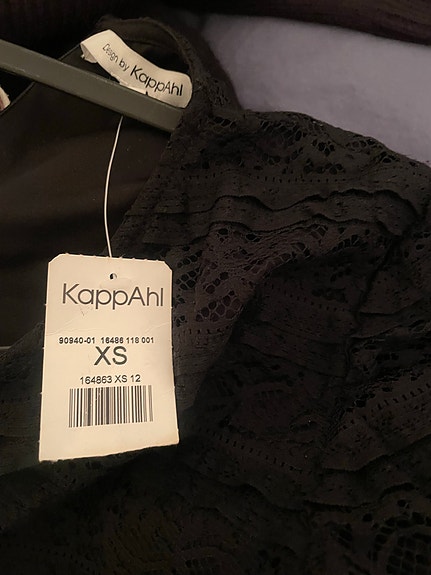 Design by KappAhl
KappAhl
90940-01 16486 118 001
XS
164863 XS 12